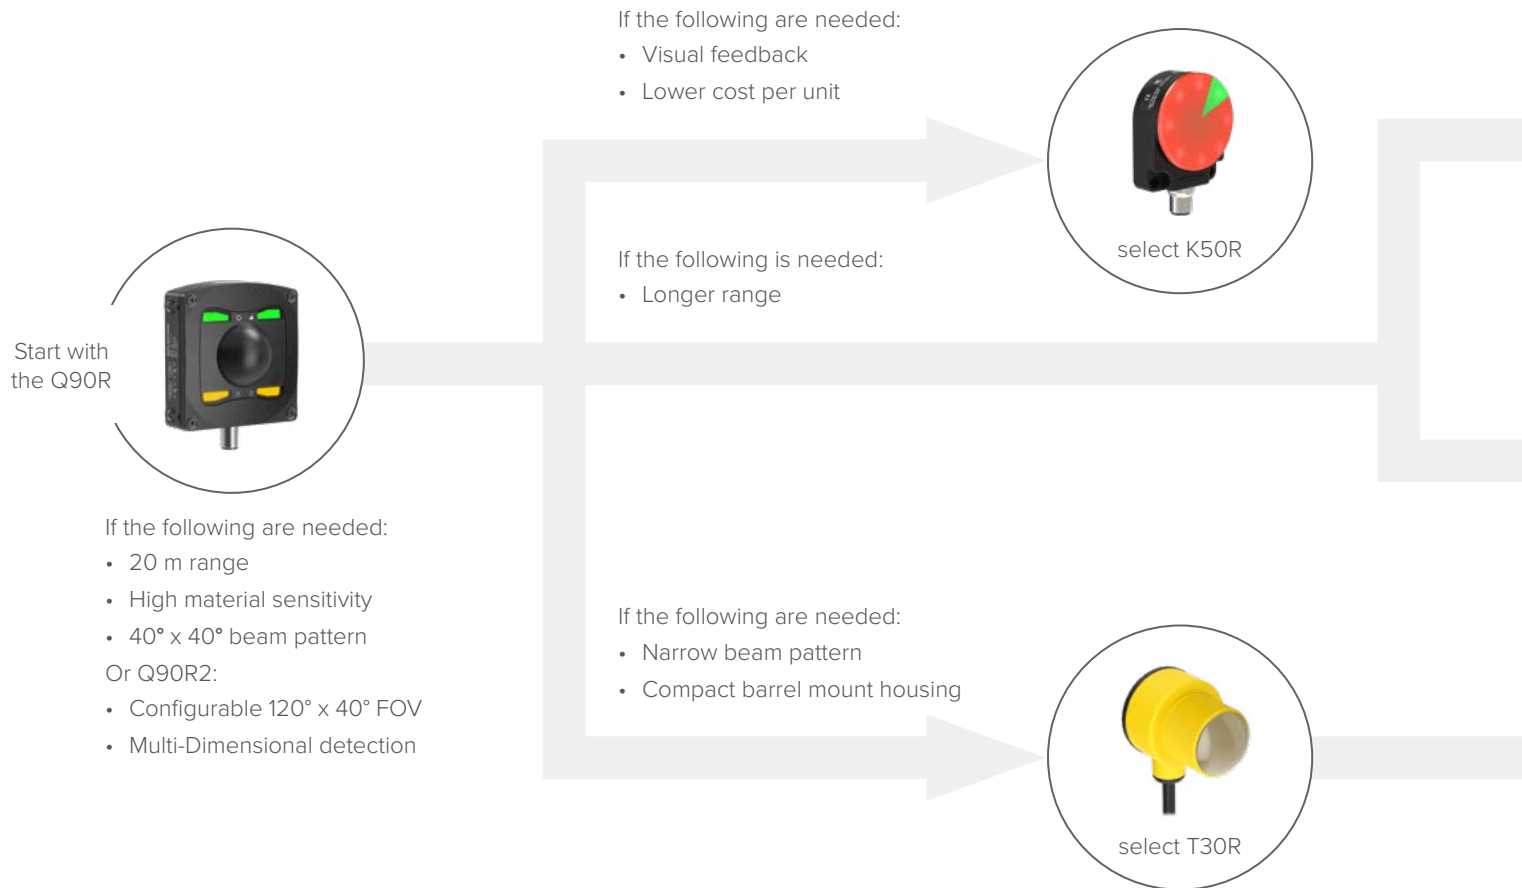 If the following are needed:
• Visual feedback
• Lower cost per unit
select K50R
If the following is needed:
• Longer range
Start with
the Q90R
If the following are needed:
• 20 m range
• High material sensitivity
• 40° x 40° beam pattern
Or Q90R2:
• Configurable 120° x 40° FOV
• Multi-Dimensional detection
If the following are needed:
• Narrow beam pattern
• Compact barrel mount housing
select T30R